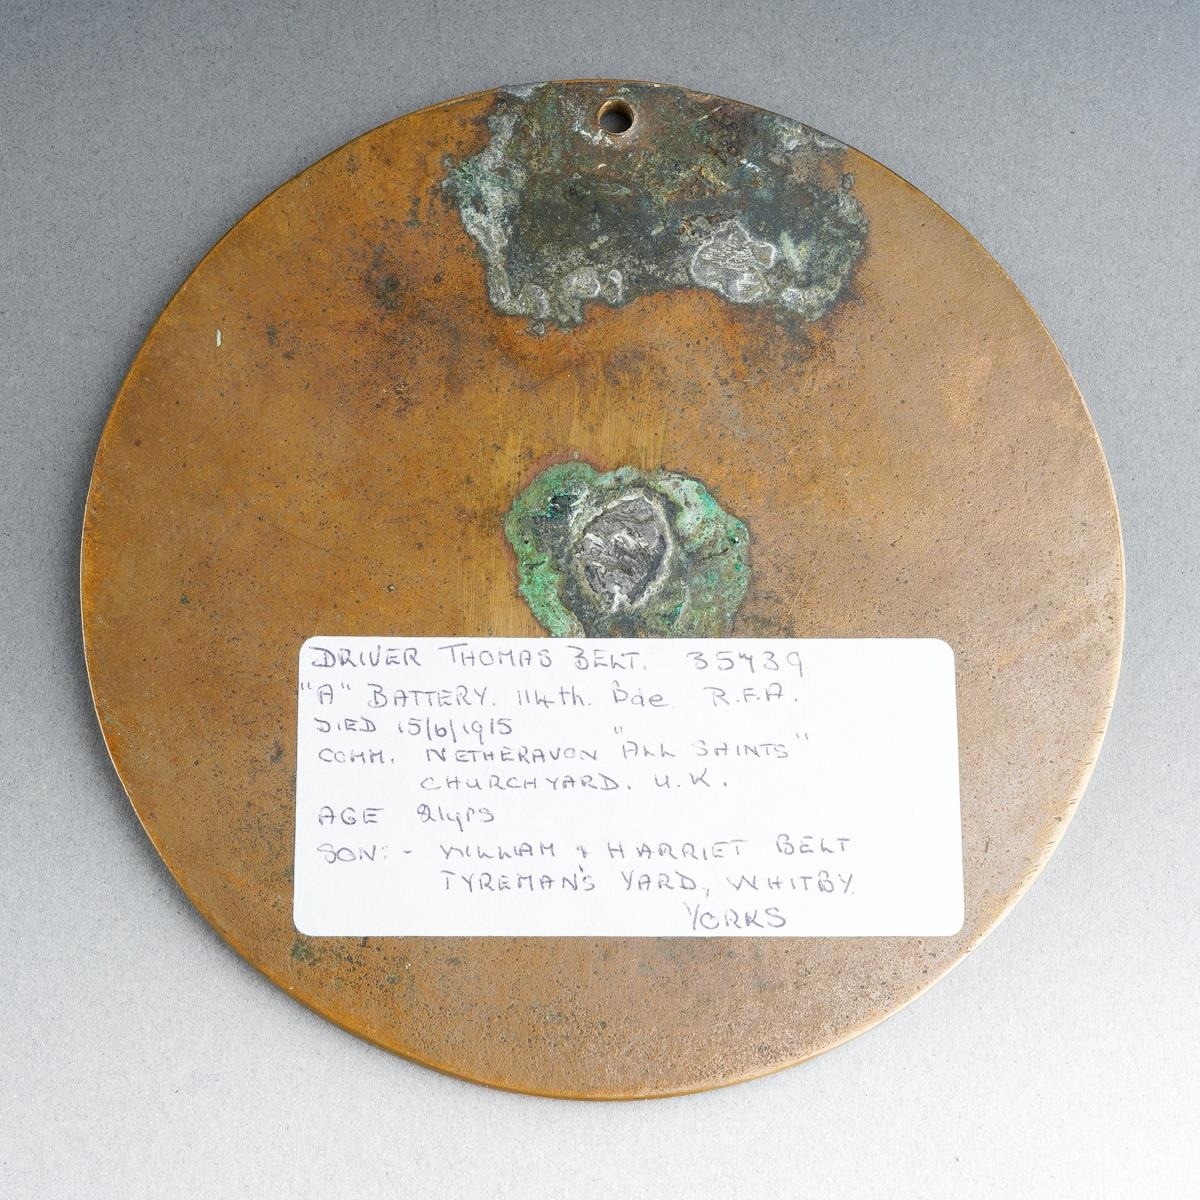 DRIVER THOMAS BELT. 35439
"A" BATTERY. 114th. Bde R.F.A.
DIED 15/6/1915
COMM. NETHERAVON "ALL SAINTS"
CHURCHYARD. U.K.
AGE 21yrs
SON:- WILLIAM & HARRIET BELT
TYREMAN'S YARD, WHITBY.
YORKS